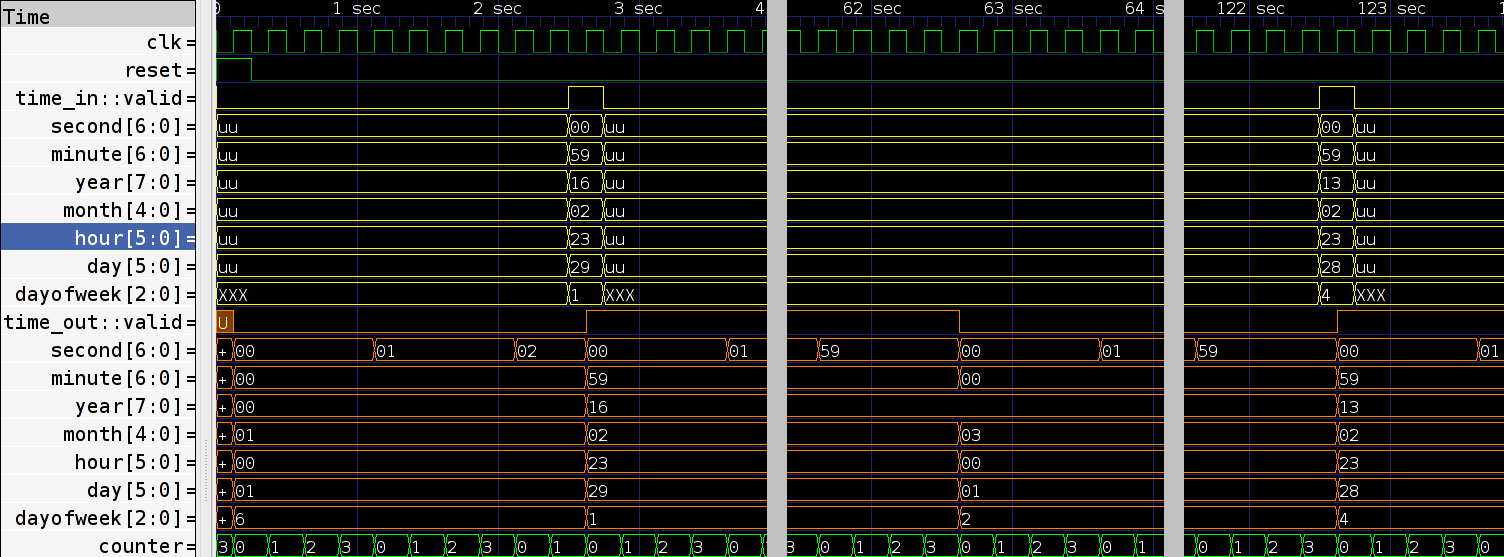 Time 0 1 sec 2 sec 3 sec 4 62 sec 63 sec 64 s 122 sec 123 sec 1
clk=
reset=
time_in::valid=
second[6:0]= uu 00 uu 00 uu
minute[6:0]= uu 59 uu 59 uu
year[7:0]= uu 16 uu 13 uu
month[4:0]= uu 02 uu 02 uu
hour[5:0]= uu 23 uu 23 uu
day[5:0]= uu 29 uu 28 uu
dayofweek[2:0]= XXX 1 XXX 4 XXX
time_out::valid= U
second[6:0]= + 00 01 02 00 01 59 00 01 59 00 01
minute[6:0]= + 00 59 00 59
year[7:0]= + 00 16 13
month[4:0]= + 01 02 03 02
hour[5:0]= + 00 23 00 23
day[5:0]= + 01 29 01 28
dayofweek[2:0]= + 6 1 2 4
counter= 3 0 1 2 3 0 1 2 3 0 1 0 1 2 3 0 3 0 1 2 3 0 1 2 3 0 1 0 1 2 3 0 1 2 3 0